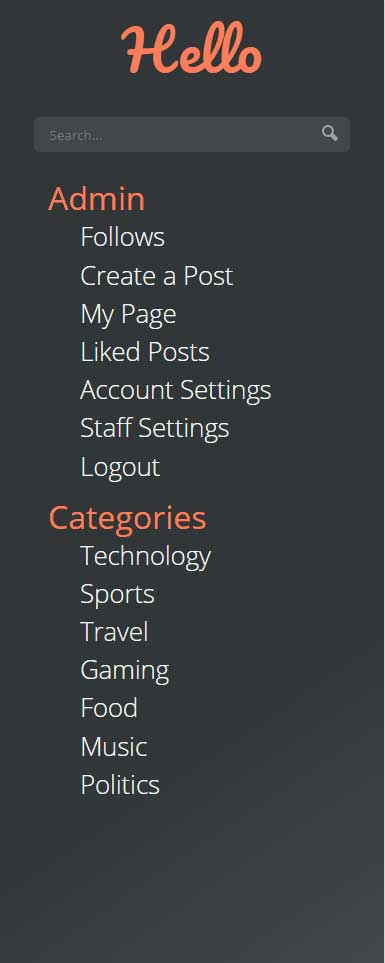 Hello
Search...
Admin
Follows
Create a Post
My Page
Liked Posts
Account Settings
Staff Settings
Logout
Categories
Technology
Sports
Travel
Gaming
Food
Music
Politics